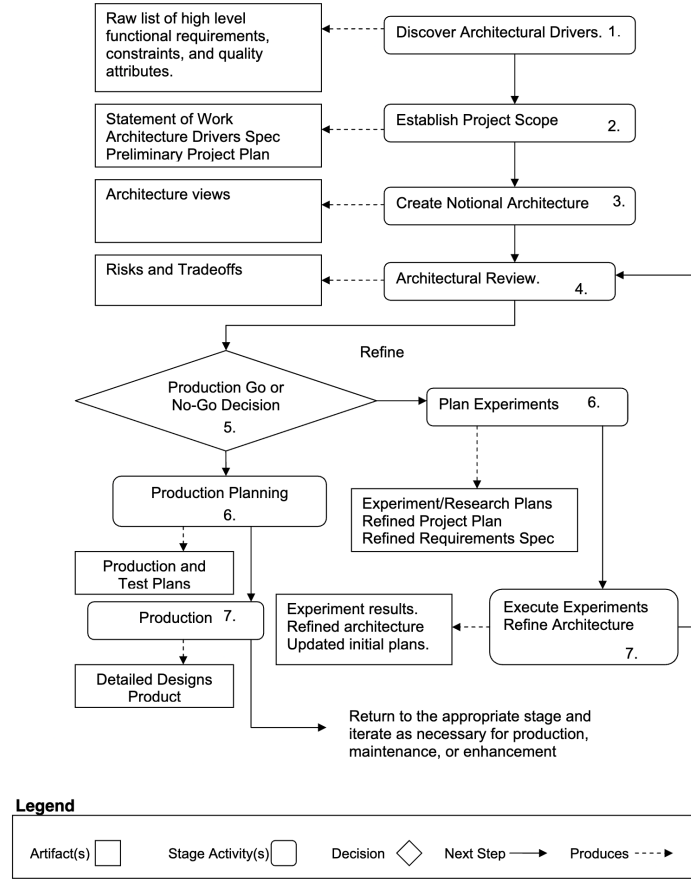 Raw list of high level
functional requirements,
constraints, and quality
attributes.
Discover Architectural Drivers. 1.
Statement of Work
Architecture Drivers Spec
Preliminary Project Plan
Establish Project Scope
2.
Architecture views
Create Notional Architecture 3.
Risks and Tradeoffs
Architectural Review.
4.
Refine
Production Go or
No-Go Decision
5.
Plan Experiments 6.
Production Planning
6.
Experiment/Research Plans
Refined Project Plan
Refined Requirements Spec
Production and
Test Plans
Production 7.
Experiment results.
Refined architecture
Updated initial plans.
Execute Experiments
Refine Architecture
7.
Detailed Designs
Product
Return to the appropriate stage and
iterate as necessary for production,
maintenance, or enhancement
Legend
Artifact(s) Stage Activity(s) Decision Next Step Produces